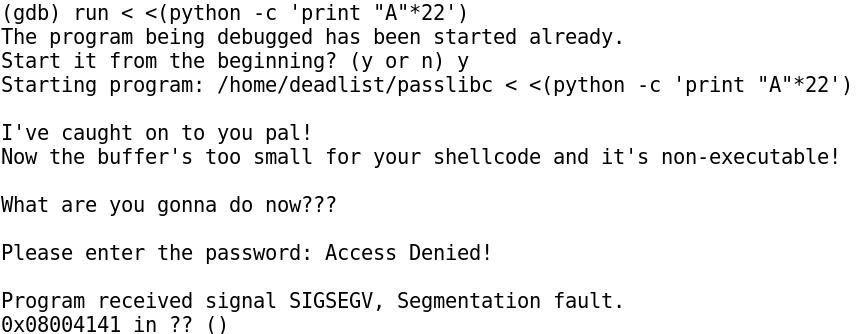 (gdb) run < <(python -c 'print "A"*22')
The program being debugged has been started already.
Start it from the beginning? (y or n) y
Starting program: /home/deadlist/passlibc < <(python -c 'print "A"*22')
I've caught on to you pal!
Now the buffer's too small for your shellcode and it's non-executable!
What are you gonna do now???
Please enter the password: Access Denied!
Program received signal SIGSEGV, Segmentation fault.
0x08004141 in ?? ()